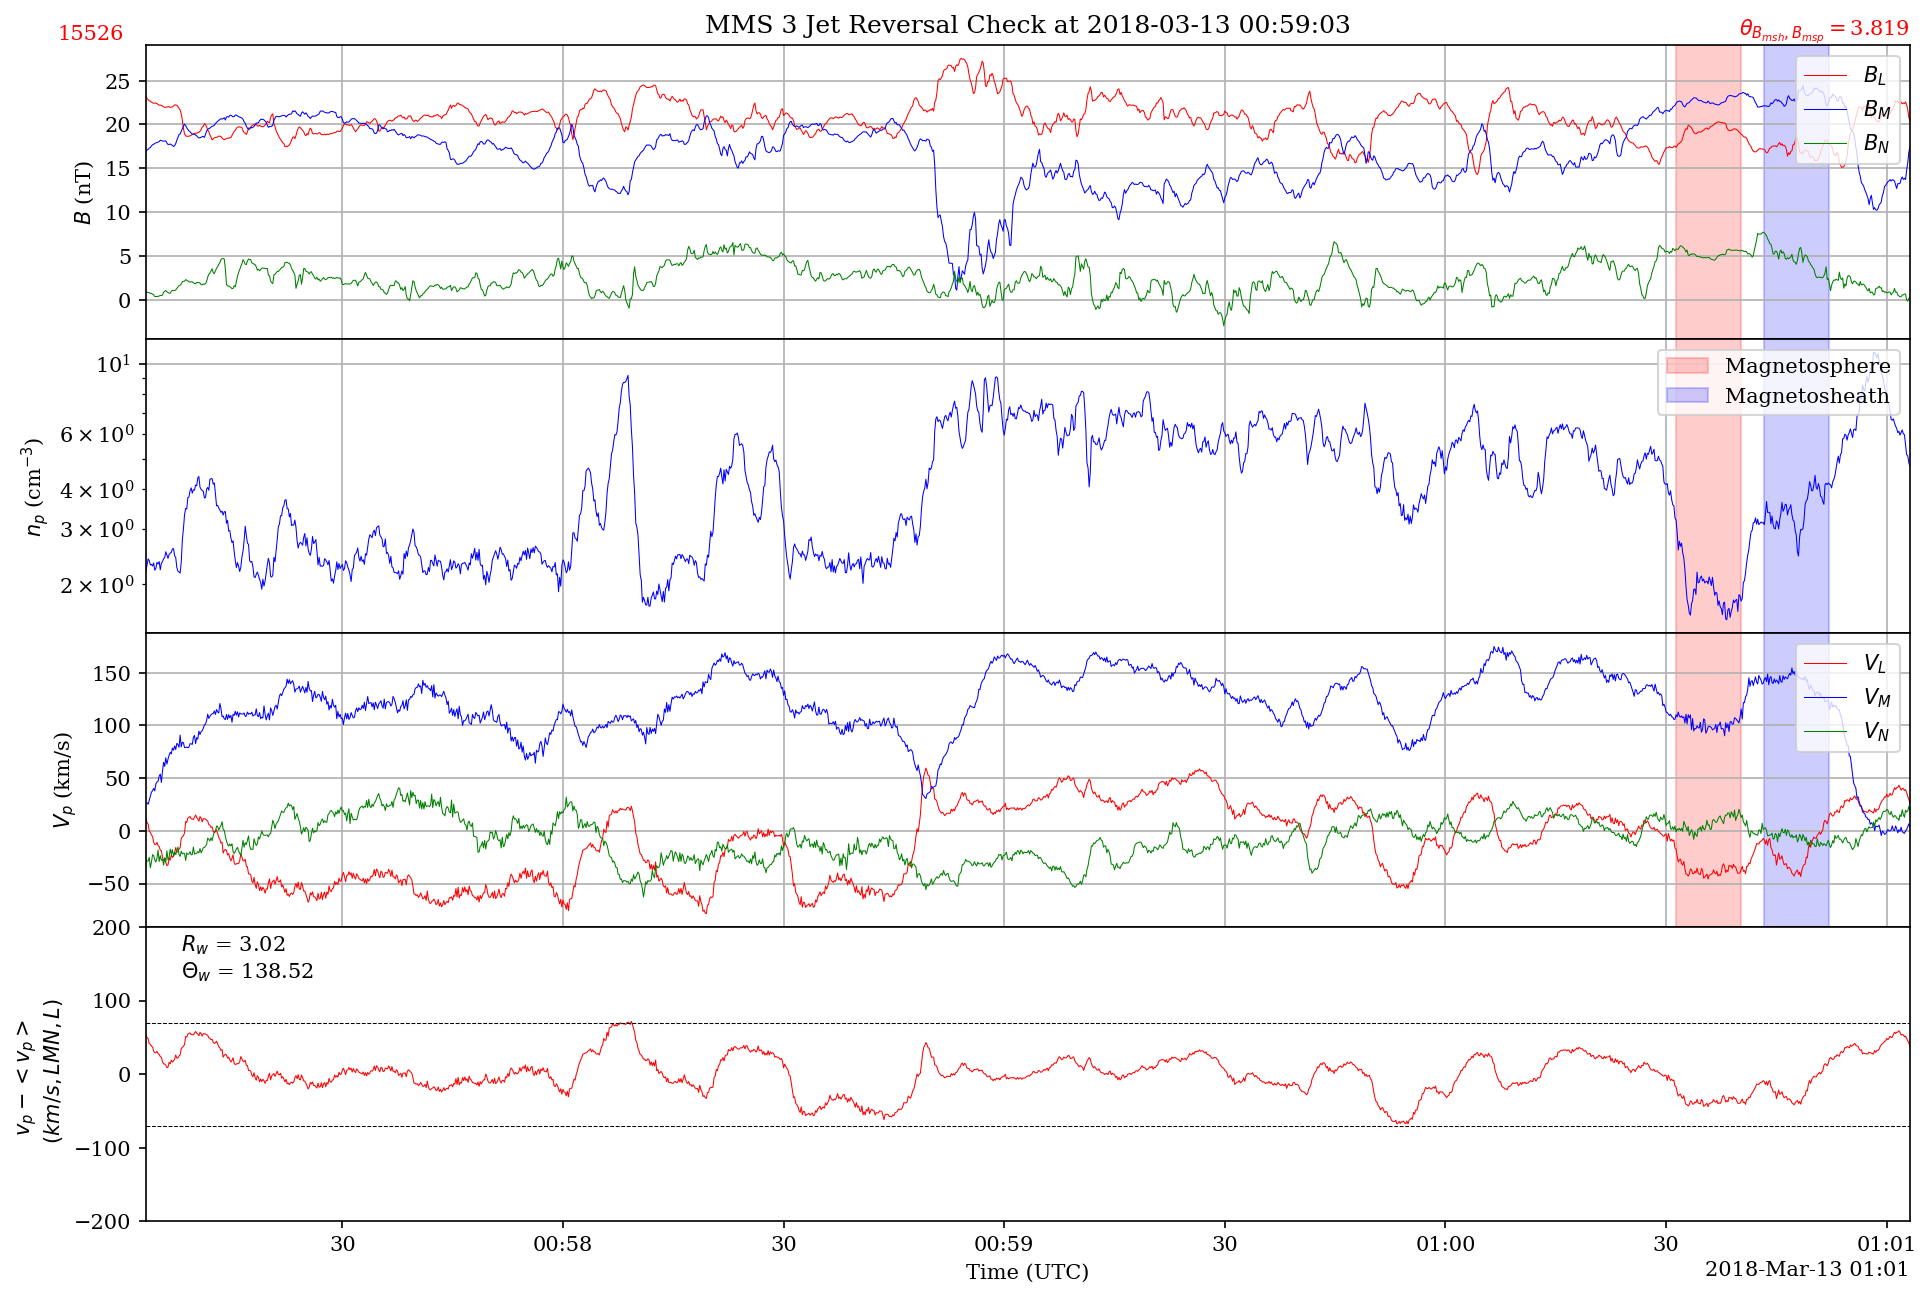 15526
MMS 3 Jet Reversal Check at 2018-03-13 00:59:03
θ_{B_{msh}, B_{msp}} = 3.819
B (nT)
25
20
15
10
5
0
B_L
B_M
B_N
n_p (cm^{-3})
10^1
6 × 10^0
4 × 10^0
3 × 10^0
2 × 10^0
Magnetosphere
Magnetosheath
V_p (km/s)
150
100
50
0
−50
V_L
V_M
V_N
v_p − < v_p >
(km/s, LMN, L)
200
100
0
−100
−200
R_w = 3.02
Θ_w = 138.52
30 00:58 30 00:59 30 01:00 30 01:01
Time (UTC)
2018-Mar-13 01:01